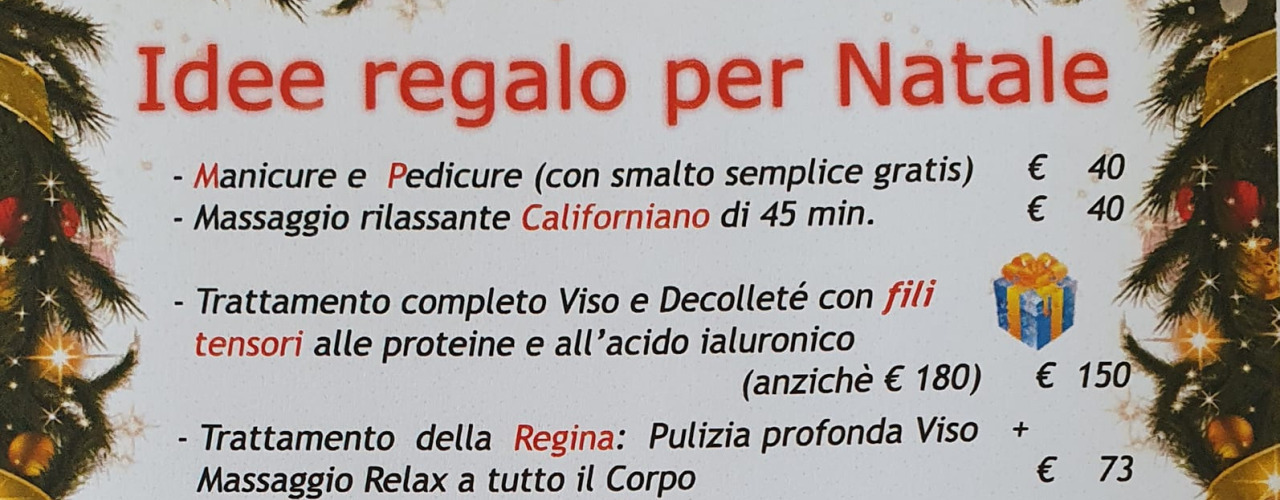 Idee regalo per Natale
- Manicure e Pedicure (con smalto semplice gratis) € 40
- Massaggio rilassante Californiano di 45 min. € 40
- Trattamento completo Viso e Decolleté con fili
tensori alle proteine e all'acido ialuronico
(anzichè € 180) € 150
- Trattamento della Regina: Pulizia profonda Viso +
Massaggio Relax a tutto il Corpo € 73